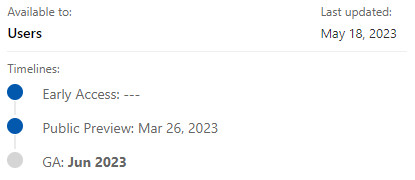 Available to:
Last updated:
Users
May 18, 2023
Timelines:
Early Access: ---
Public Preview: Mar 26, 2023
GA: Jun 2023